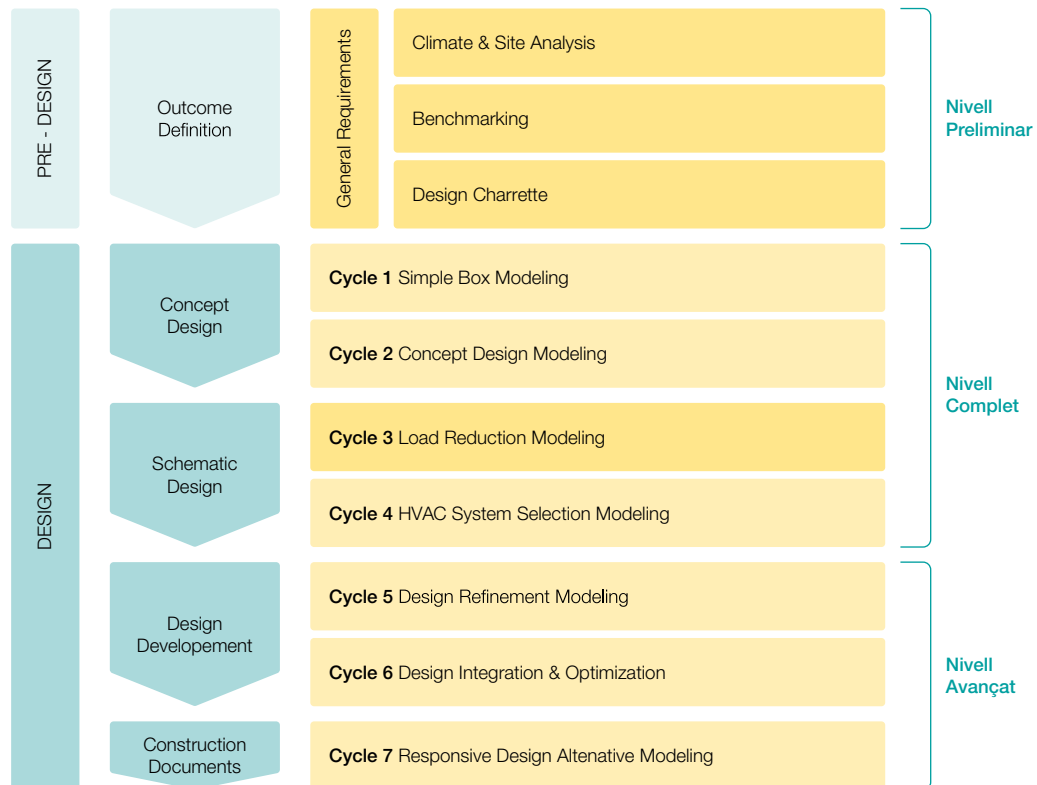 PRE - DESIGN
Outcome
Definition
General Requirements
Climate & Site Analysis
Benchmarking
Design Charrette
Nivell
Preliminar
DESIGN
Concept
Design
Cycle 1 Simple Box Modeling
Cycle 2 Concept Design Modeling
Nivell
Complet
Schematic
Design
Cycle 3 Load Reduction Modeling
Cycle 4 HVAC System Selection Modeling
Design
Developement
Cycle 5 Design Refinement Modeling
Cycle 6 Design Integration & Optimization
Nivell
Avançat
Construction
Documents
Cycle 7 Responsive Design Altenative Modeling